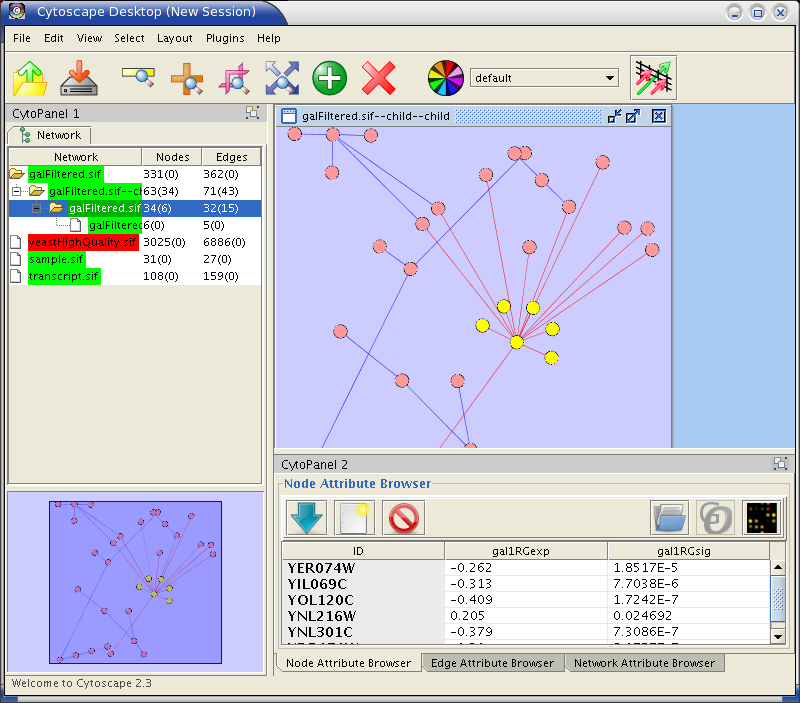 Cytoscape Desktop (New Session)
File Edit View Select Layout Plugins Help
default
CytoPanel 1
Network
Network Nodes Edges
galFiltered.sif 331(0) 362(0)
galFiltered.sif--c 63(34) 71(43)
galFiltered.sif 34(6) 32(15)
galFiltered 6(0) 5(0)
yeastHighQuality.sif 3025(0) 6886(0)
sample.sif 31(0) 27(0)
transcript.sif 108(0) 159(0)
galFiltered.sif--child--child
CytoPanel 2
Node Attribute Browser
ID gal1RGexp gal1RGsig
YER074W -0.262 1.8517E-5
YIL069C -0.313 7.7038E-6
YOL120C -0.409 1.7242E-7
YNL216W 0.205 0.024692
YNL301C -0.379 7.3086E-7
Node Attribute Browser Edge Attribute Browser Network Attribute Browser
Welcome to Cytoscape 2.3